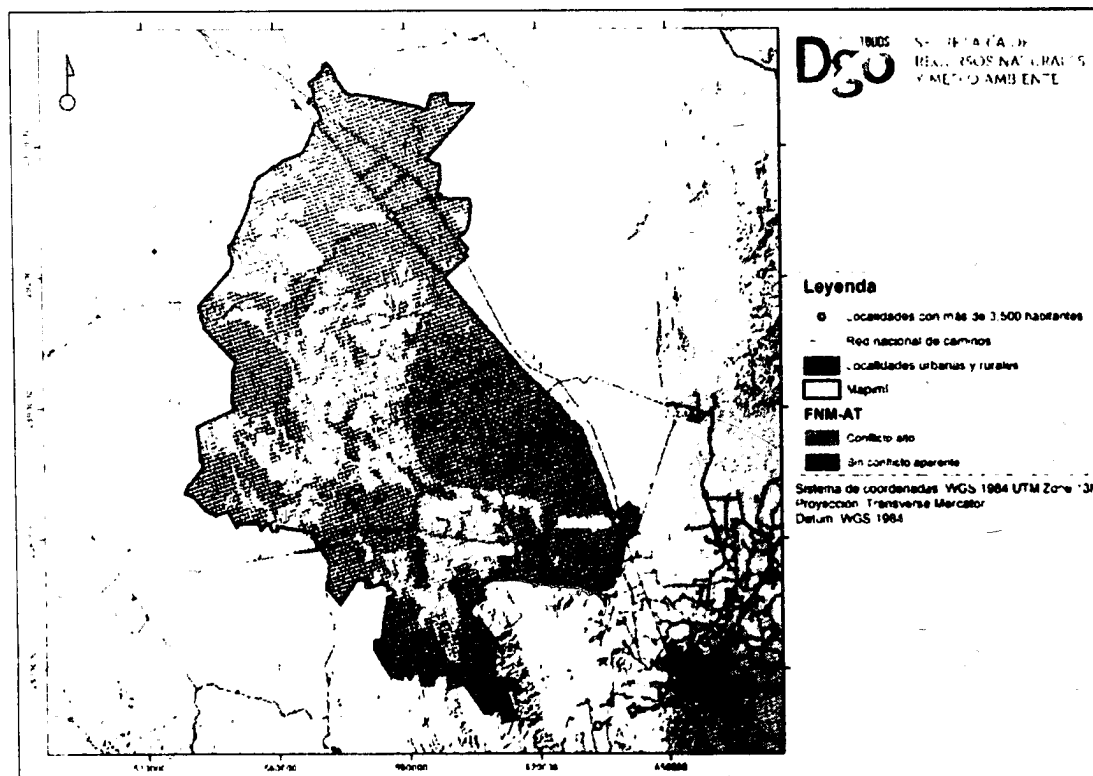 Dgo TODOS
SECRETARÍA DE
RECURSOS NATURALES
Y MEDIO AMBIENTE
Leyenda
Localidades con más de 3,500 habitantes
Red nacional de caminos
Localidades urbanas y rurales
Mapimí
FNM-AT
Conflicto alto
Sin conflicto aparente
Sistema de coordenadas WGS 1984 UTM Zone 13
Proyección Transverse Mercator
Datum WGS 1984